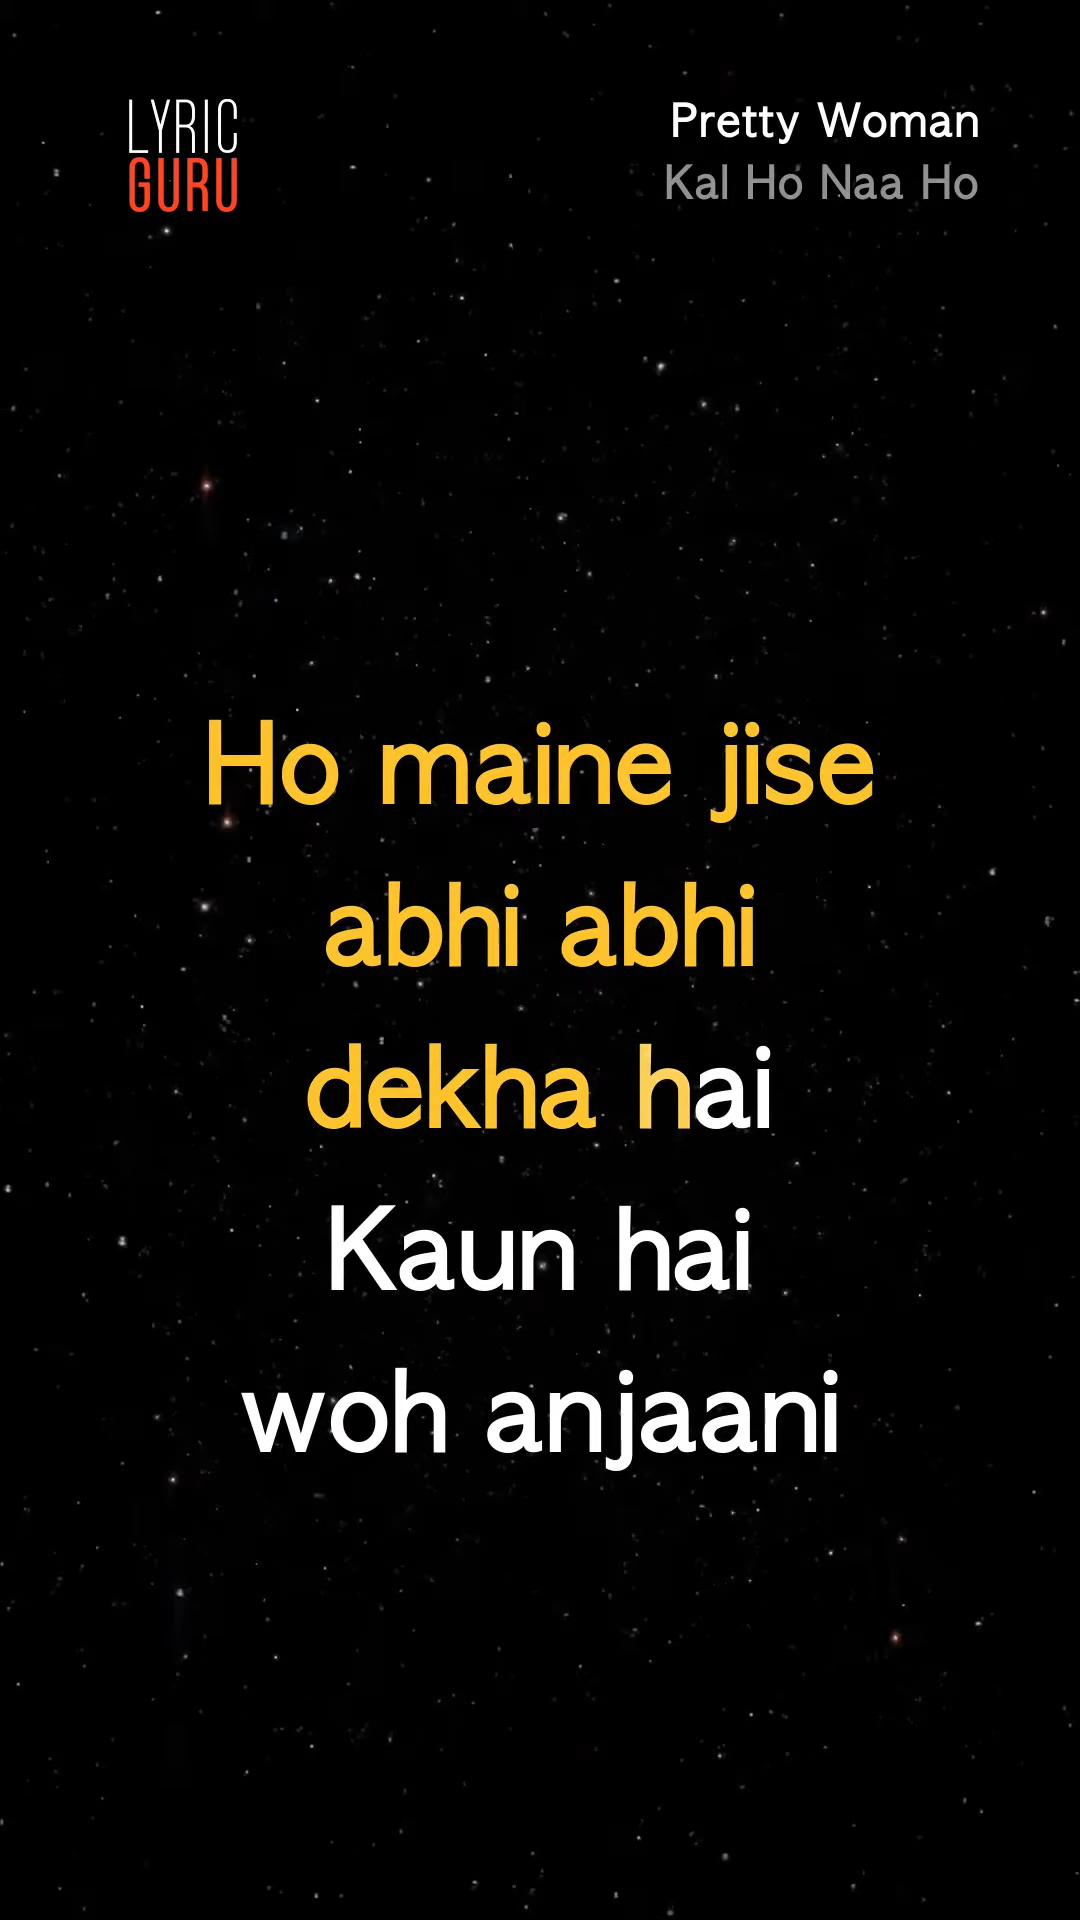 LYRIC
GURU
Pretty Woman
Kal Ho Naa Ho
Ho maine jise
abhi abhi
dekha hai
Kaun hai
woh anjaani